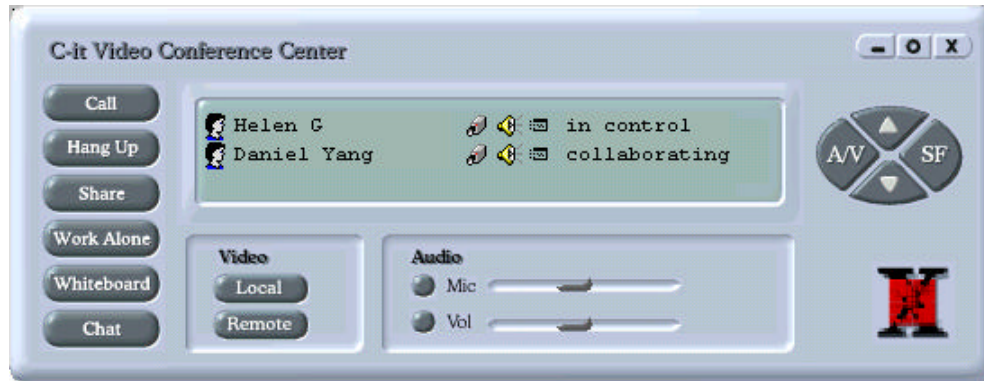 C-it Video Conference Center
Call
Hang Up
Share
Work Alone
Whiteboard
Chat
Helen G in control
Daniel Yang collaborating
A/V
SF
Video
Local
Remote
Audio
Mic
Vol